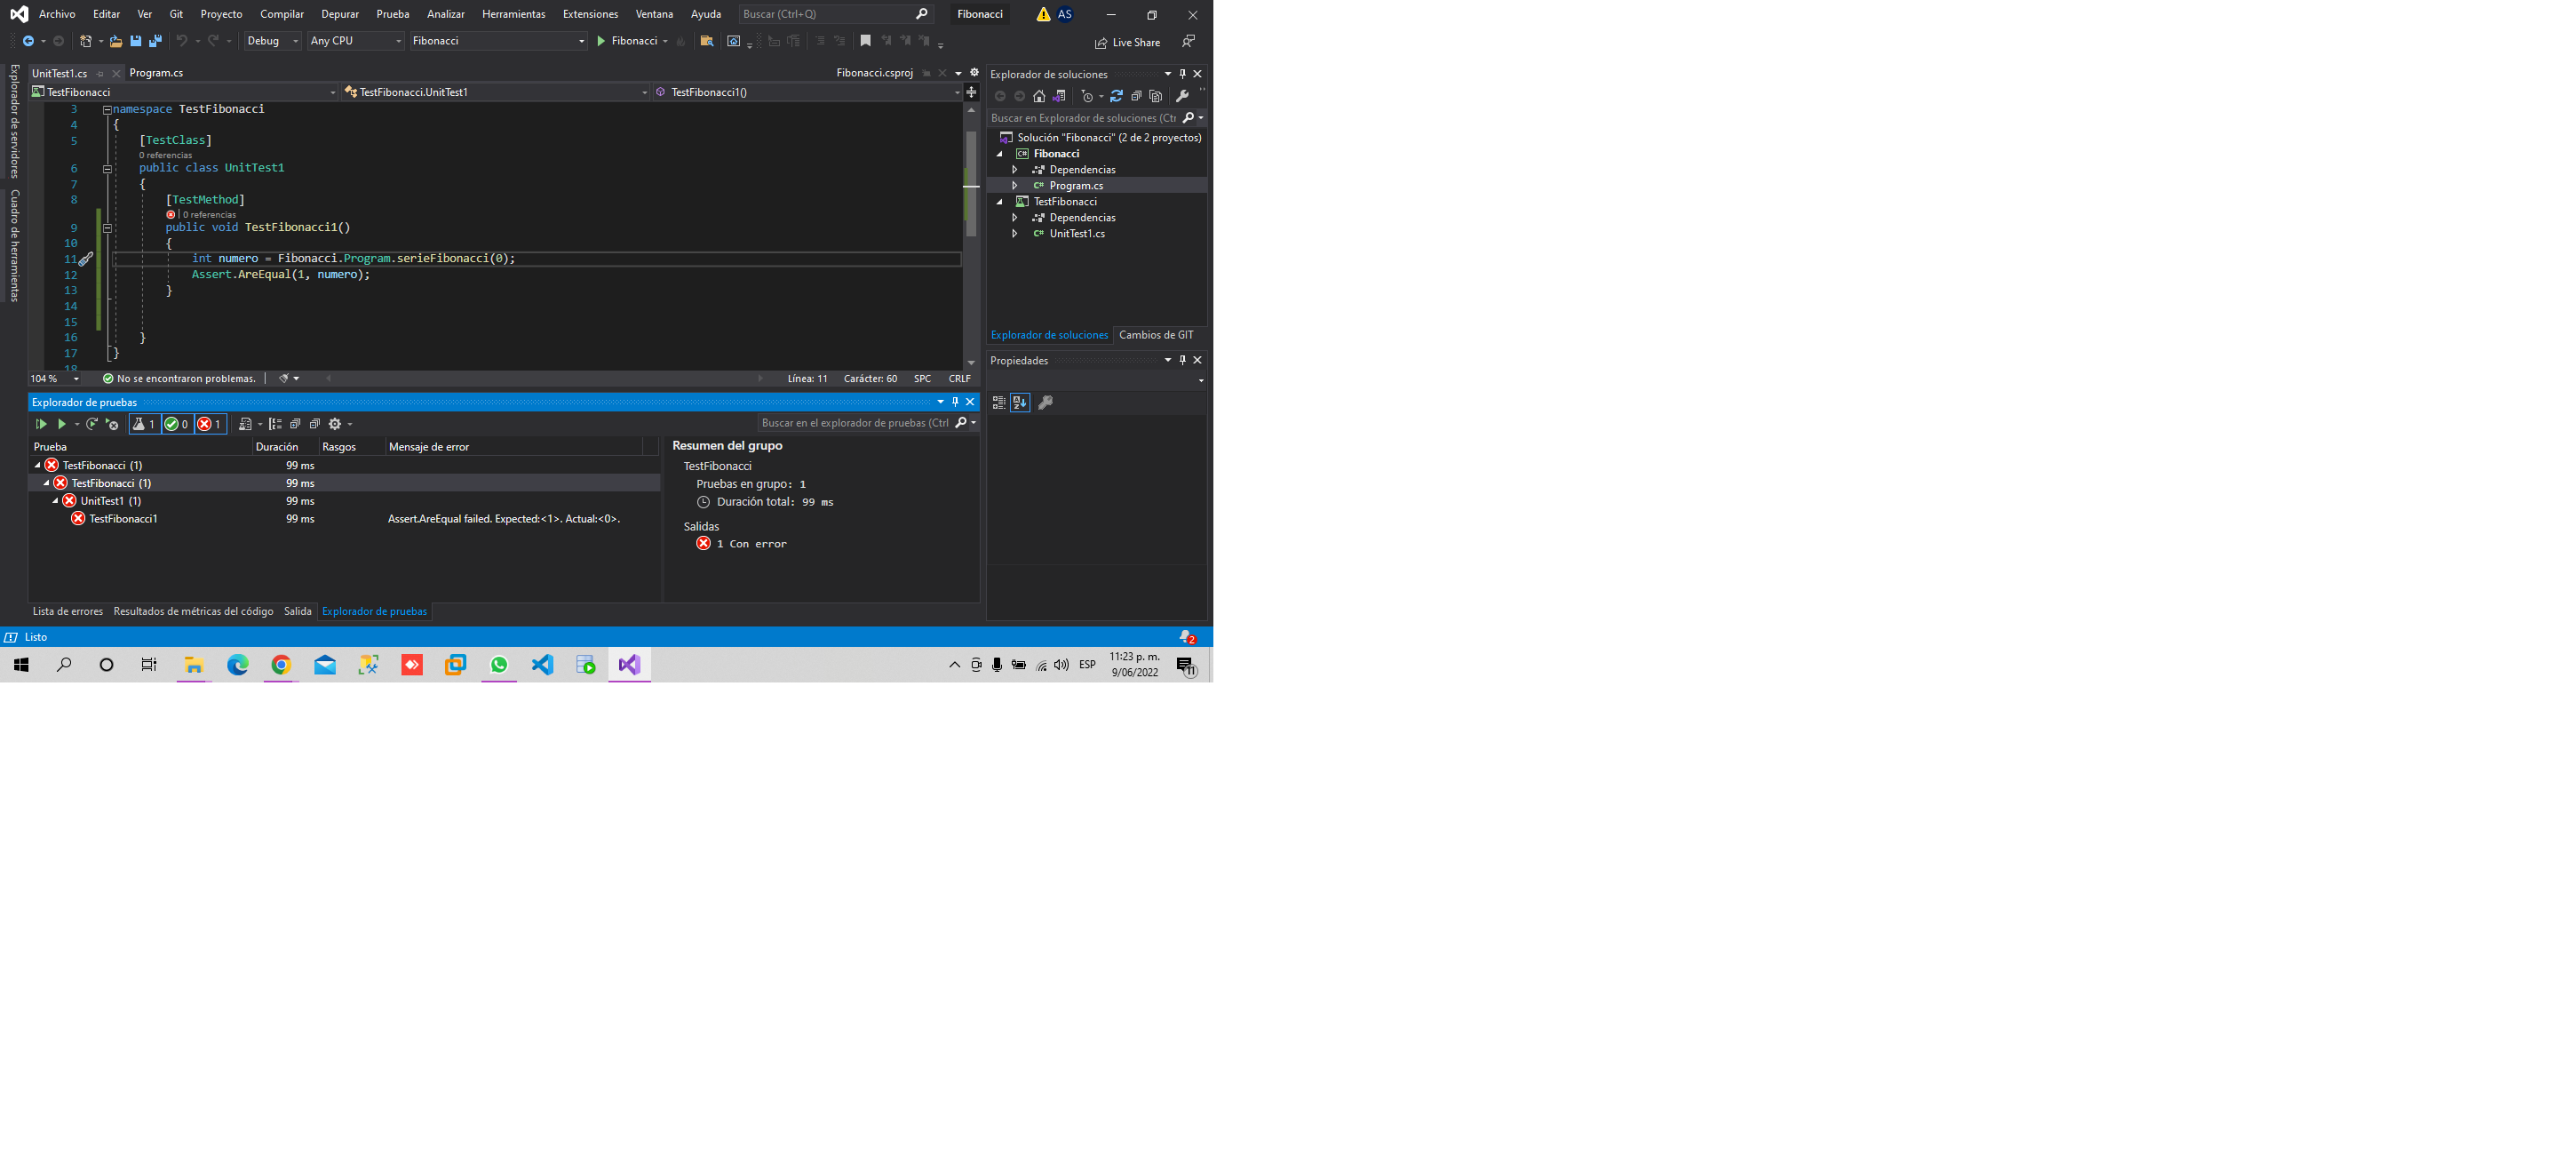 Archivo Editar Ver Git Proyecto Compilar Depurar Prueba Analizar Herramientas Extensiones Ventana Ayuda Buscar (Ctrl+Q) Fibonacci AS
Debug Any CPU Fibonacci Fibonacci Live Share
Explorador de servidores
Cuadro de herramientas
UnitTest1.cs Program.cs Fibonacci.csproj
TestFibonacci TestFibonacci.UnitTest1 TestFibonacci1()
3 namespace TestFibonacci
4 {
5 [TestClass]
0 referencias
6 public class UnitTest1
7 {
8 [TestMethod]
0 referencias
9 public void TestFibonacci1()
10 {
11 int numero = Fibonacci.Program.serieFibonacci(0);
12 Assert.AreEqual(1, numero);
13 }
14
15
16 }
17 }
18
104 % No se encontraron problemas. Línea: 11 Carácter: 60 SPC CRLF
Explorador de pruebas
1 0 1 Buscar en el explorador de pruebas (Ctrl
Prueba Duración Rasgos Mensaje de error
TestFibonacci (1) 99 ms
TestFibonacci (1) 99 ms
UnitTest1 (1) 99 ms
TestFibonacci1 99 ms Assert.AreEqual failed. Expected:<1>. Actual:<0>.
Resumen del grupo
TestFibonacci
Pruebas en grupo: 1
Duración total: 99 ms
Salidas
1 Con error
Lista de errores Resultados de métricas del código Salida Explorador de pruebas
Explorador de soluciones
Buscar en Explorador de soluciones (Ctr
Solución "Fibonacci" (2 de 2 proyectos)
C# Fibonacci
Dependencias
C# Program.cs
TestFibonacci
Dependencias
C# UnitTest1.cs
Explorador de soluciones Cambios de GIT
Propiedades
Listo 2
ESP 11:23 p. m.
9/06/2022 11